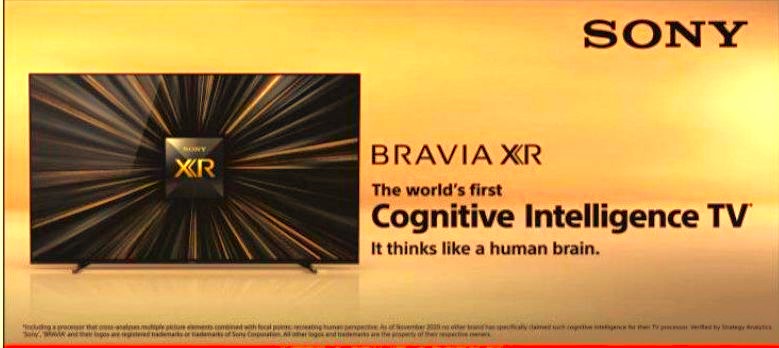 SONY
SONY
XR
BRAVIA XR
The world's first
Cognitive Intelligence TV*
It thinks like a human brain.
*Including a processor that cross-analyses multiple picture elements combined with focal points; recreating human perspective. As of November 2020 no other brand has specifically claimed such cognitive intelligence for their TV processor. Verified by Strategy Analytics.
'Sony', 'BRAVIA' and their logos are registered trademarks or trademarks of Sony Corporation. All other logos and trademarks are the property of their respective owners.